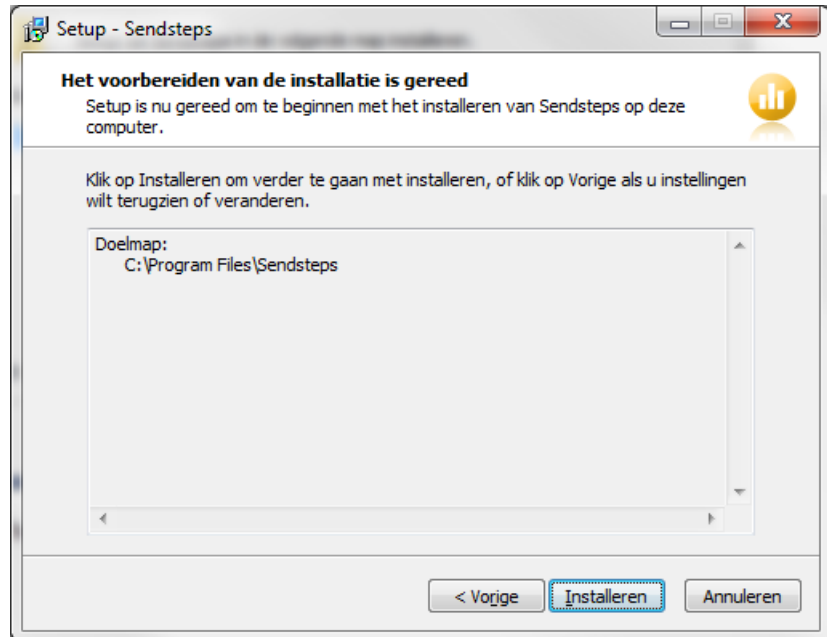 Setup - Sendsteps
Het voorbereiden van de installatie is gereed
Setup is nu gereed om te beginnen met het installeren van Sendsteps op deze
computer.
Klik op Installeren om verder te gaan met installeren, of klik op Vorige als u instellingen
wilt terugzien of veranderen.
Doelmap:
C:\Program Files\Sendsteps
< Vorige Installeren Annuleren